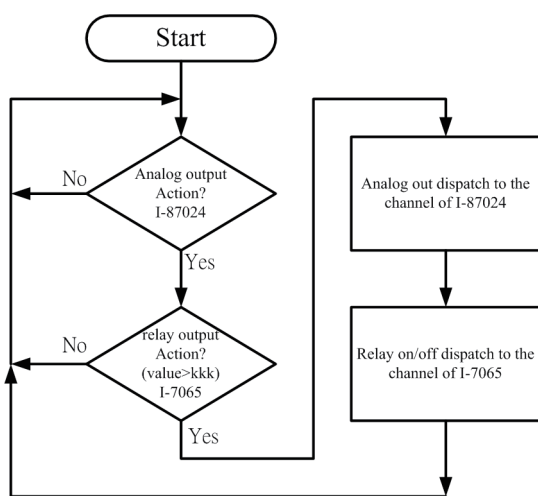 Start
No
Analog output
Action?
I-87024
Yes
No
relay output
Action?
(value>kkk)
I-7065
Yes
Analog out dispatch to the
channel of I-87024
Relay on/off dispatch to the
channel of I-7065